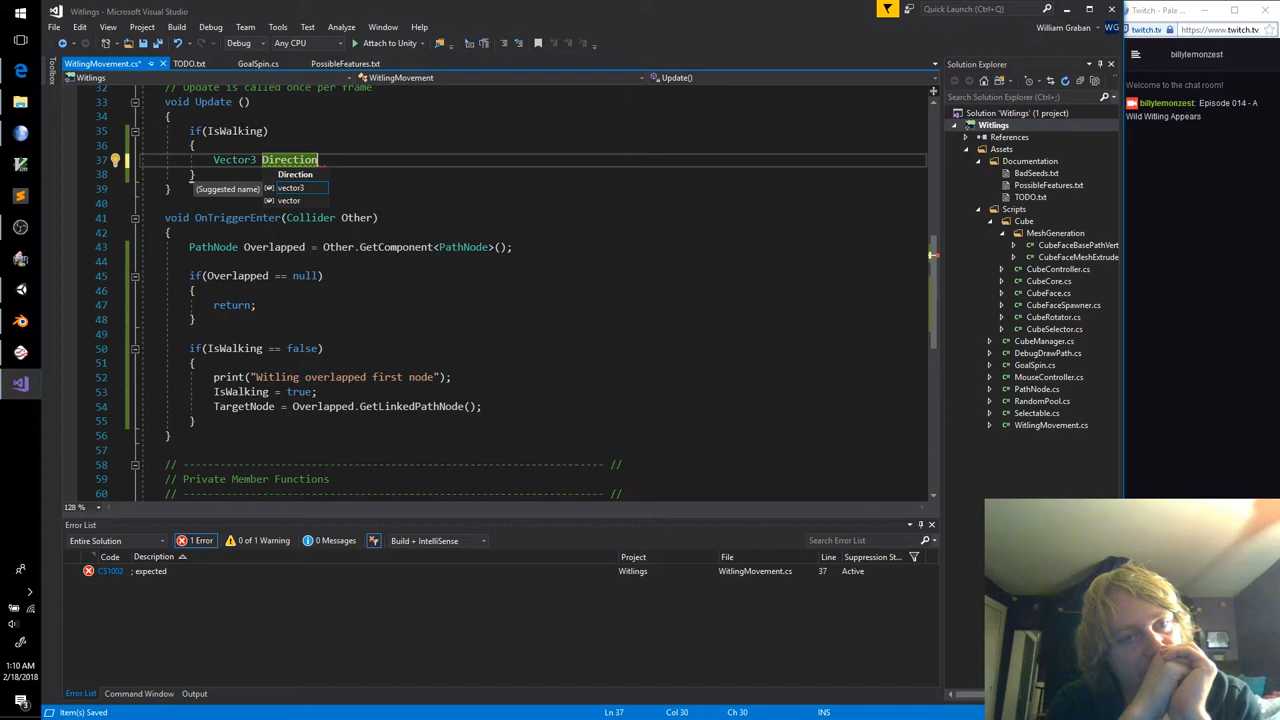 Witlings - Microsoft Visual Studio
Quick Launch (Ctrl+Q)
Twitch - Pale
File Edit View Project Build Debug Team Tools Architecture Test Analyze Window Help
William Graban WG
twitch.tv https://www.twitch.tv
Debug Any CPU Attach to Unity
billylemonzest
WitlingMovement.cs* TODO.txt GoalSpin.cs PossibleFeatures.txt
Witlings WitlingMovement Update()
Toolbox
Welcome to the chat room!
billylemonzest: Episode 014 - A
Wild Witling Appears
32 // Update is called once per frame
33 void Update ()
34 {
35 if(IsWalking)
36 {
37 Vector3 Direction
38 }
39 }
Direction
(Suggested name) vector3
vector
41 void OnTriggerEnter(Collider Other)
42 {
43 PathNode Overlapped = Other.GetComponent<PathNode>();
44
45 if(Overlapped == null)
46 {
47 return;
48 }
49
50 if(IsWalking == false)
51 {
52 print("Witling overlapped first node");
53 IsWalking = true;
54 TargetNode = Overlapped.GetLinkedPathNode();
55 }
56 }
57
58 // ---------------------------------------------------------------------- //
59 // Private Member Functions
60 // ---------------------------------------------------------------------- //
128 %
Solution Explorer
Search Solution Explorer (Ctrl+;)
Solution 'Witlings' (1 project)
Witlings
References
Assets
Documentation
BadSeeds.txt
PossibleFeatures.txt
TODO.txt
Scripts
Cube
MeshGeneration
CubeFaceBasePathVert
CubeFaceMeshExtrude
CubeController.cs
CubeCore.cs
CubeFace.cs
CubeFaceSpawner.cs
CubeRotator.cs
CubeSelector.cs
CubeManager.cs
DebugDrawPath.cs
GoalSpin.cs
MouseController.cs
PathNode.cs
RandomPool.cs
Selectable.cs
WitlingMovement.cs
Error List
Entire Solution 1 Error 0 of 1 Warning 0 Messages Build + IntelliSense
Search Error List
Code Description Project File Line Suppression St...
CS1002 ; expected Witlings WitlingMovement.cs 37 Active
1:10 AM
2/18/2018
3
Error List Command Window Output
Item(s) Saved Ln 37 Col 30 Ch 30 INS